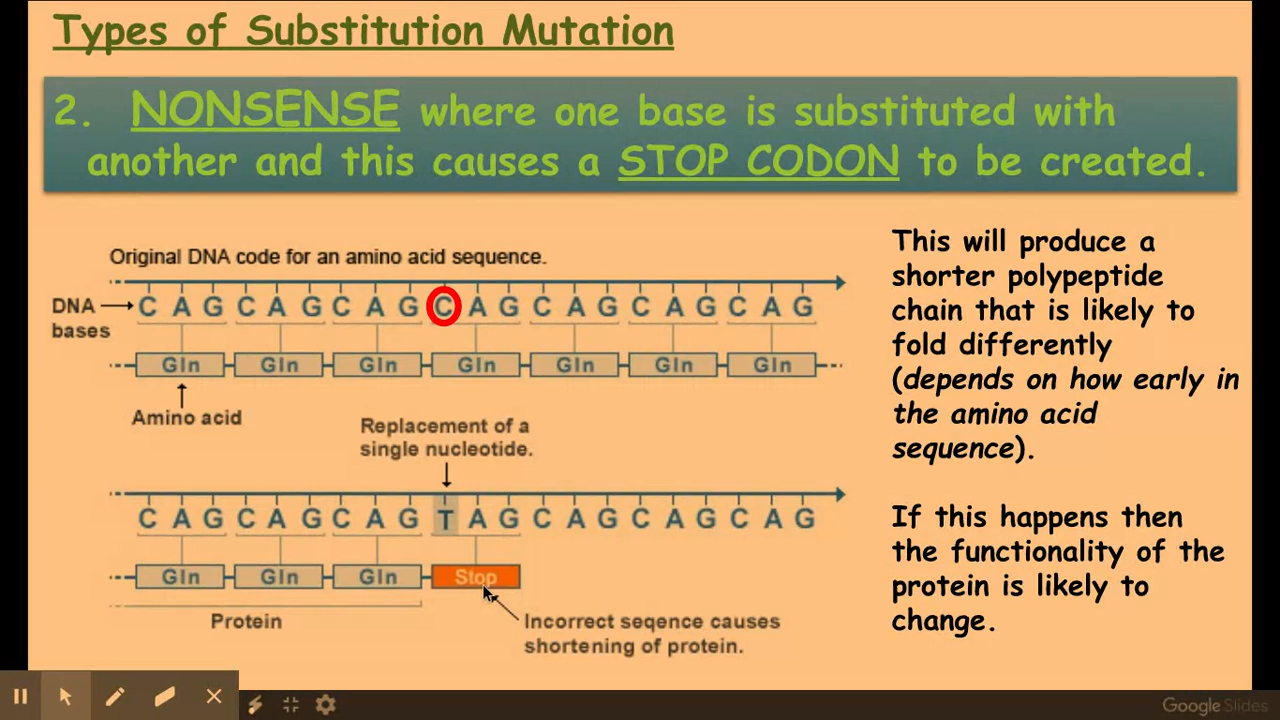 Types of Substitution Mutation
2. NONSENSE where one base is substituted with
another and this causes a STOP CODON to be created.
Original DNA code for an amino acid sequence.
DNA
bases
C A G C A G C A G C A G C A G C A G C A G
Gln Gln Gln Gln Gln Gln Gln
Amino acid
Replacement of a
single nucleotide.
C A G C A G C A G T A G C A G C A G C A G
Gln Gln Gln Stop
Protein
Incorrect seqence causes
shortening of protein.
This will produce a
shorter polypeptide
chain that is likely to
fold differently
(depends on how early in
the amino acid
sequence).
If this happens then
the functionality of the
protein is likely to
change.
Google Slides